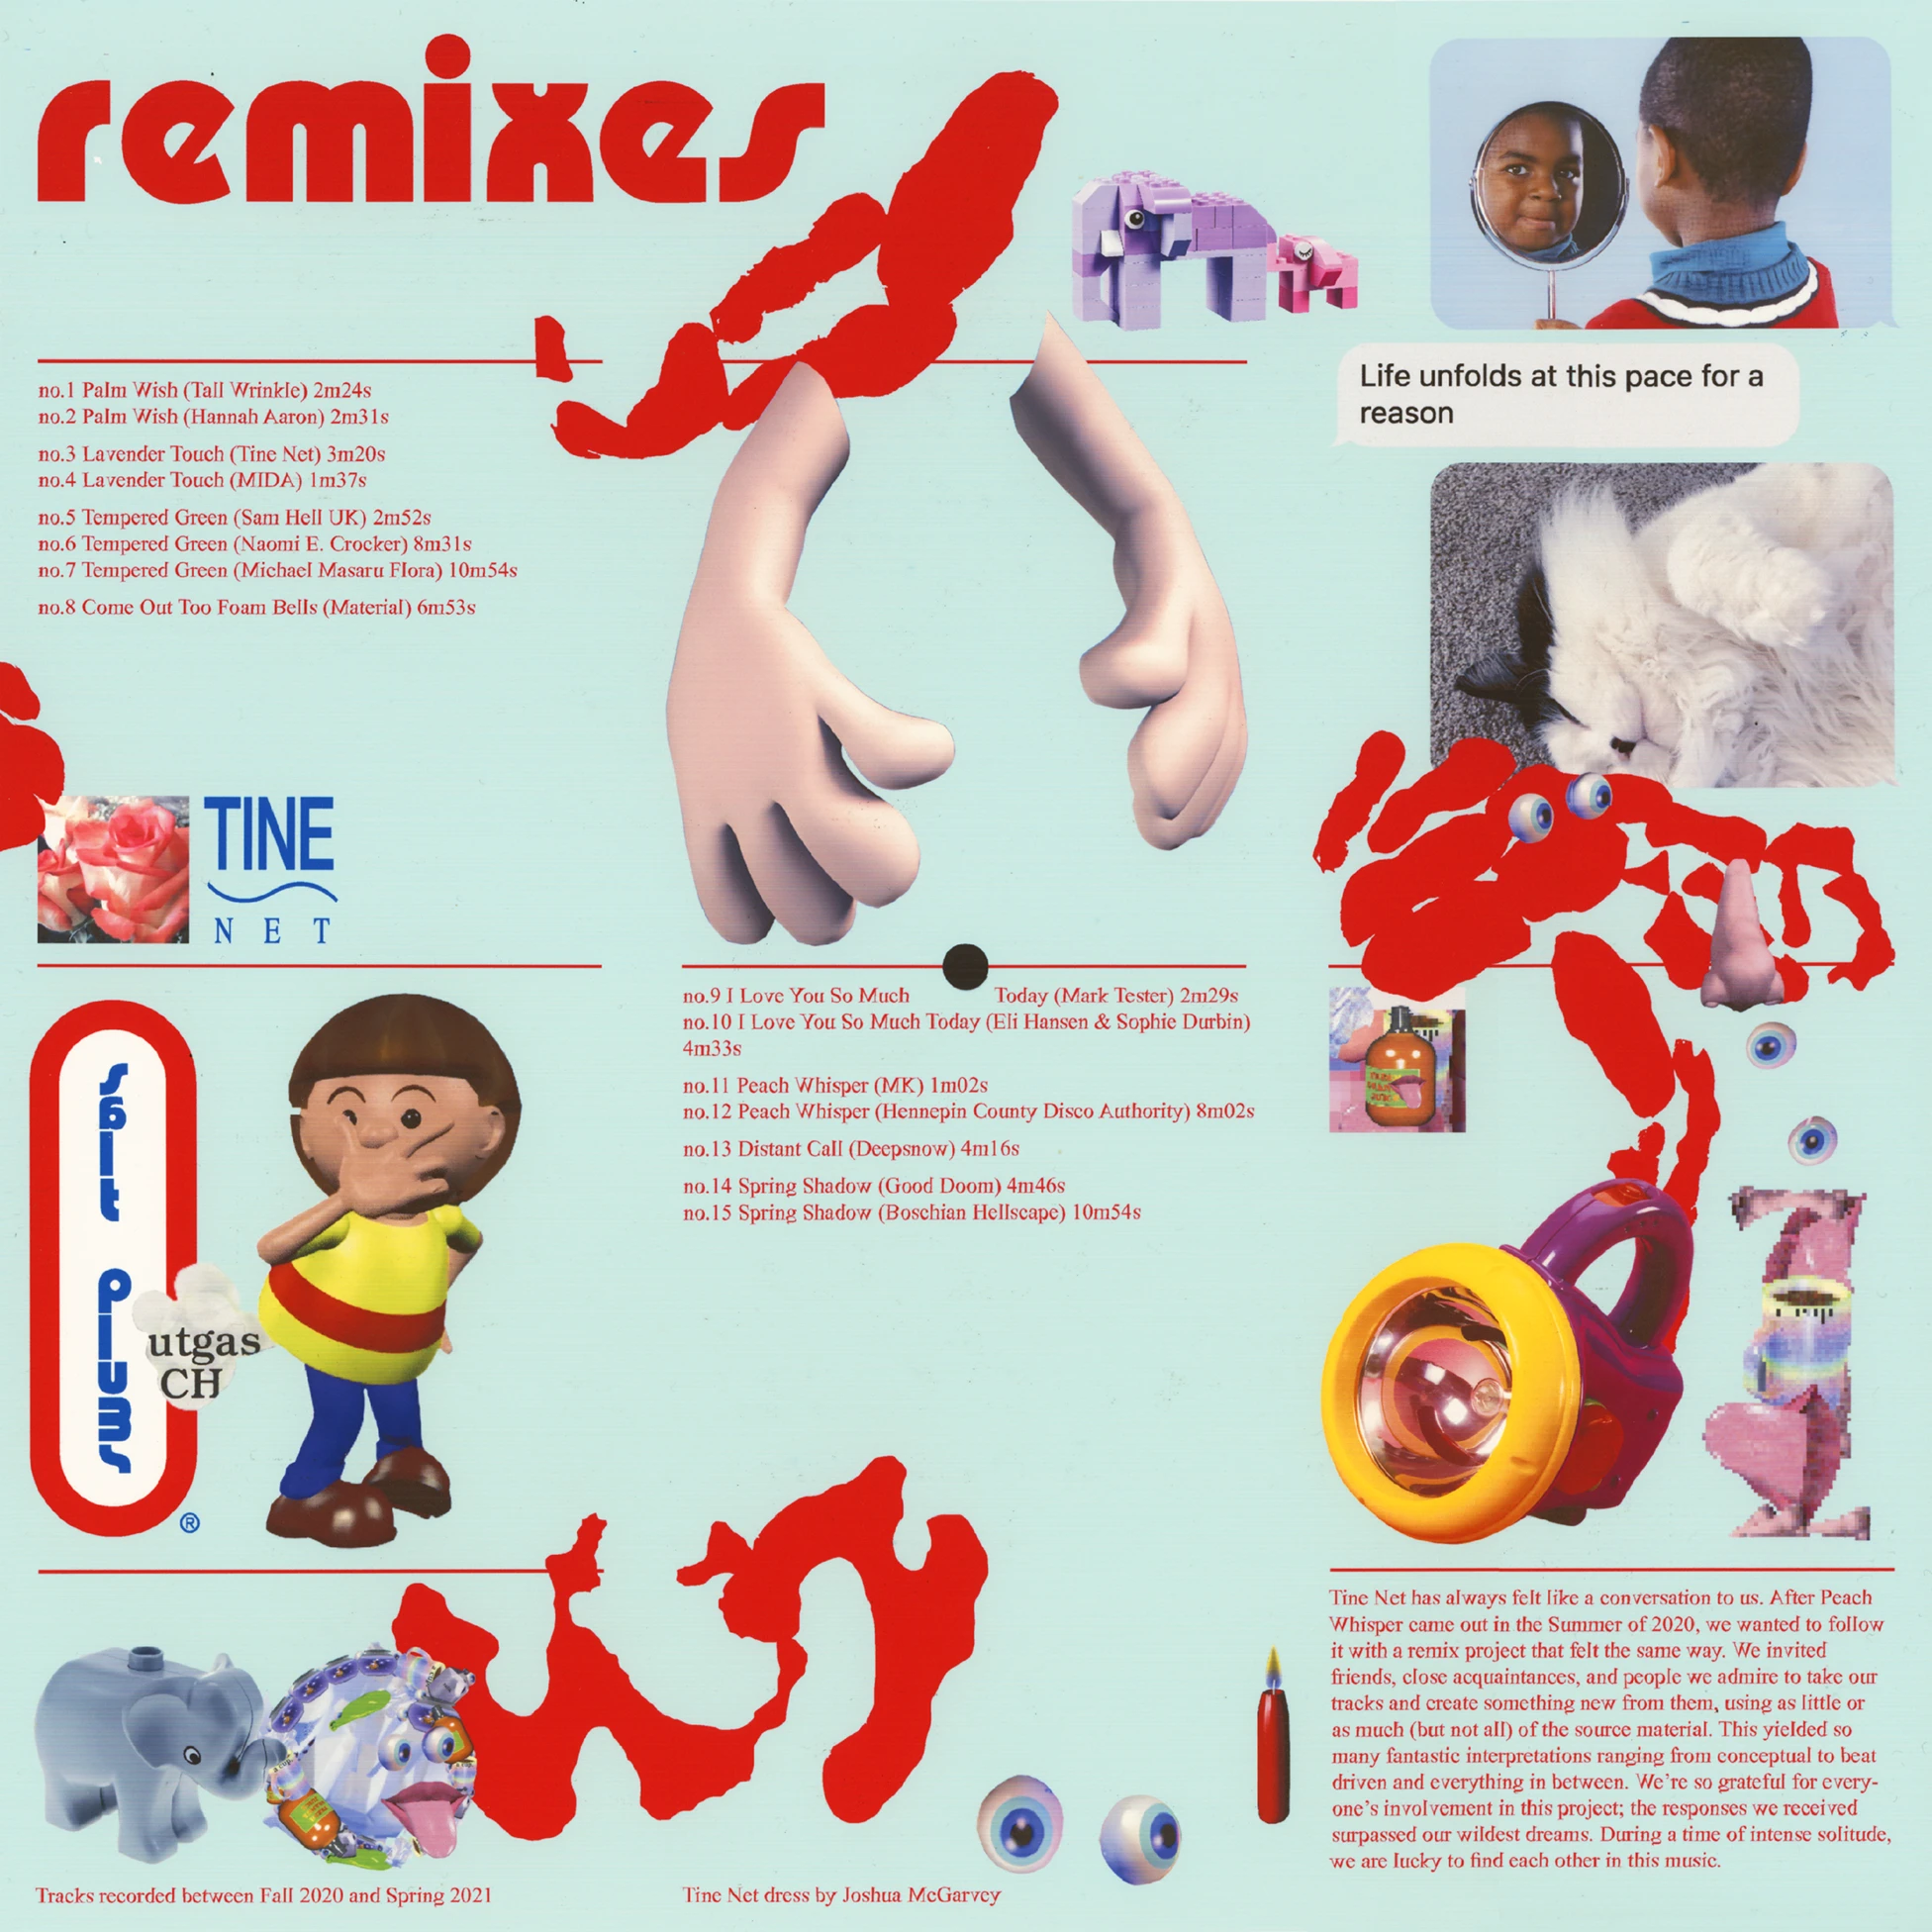 remixes
Life unfolds at this pace for a
reason
no.1 Palm Wish (Tall Wrinkle) 2m24s
no.2 Palm Wish (Hannah Aaron) 2m31s
no.3 Lavender Touch (Tine Net) 3m20s
no.4 Lavender Touch (MIDA) 1m37s
no.5 Tempered Green (Sam Hell UK) 2m52s
no.6 Tempered Green (Naomi E. Crocker) 8m31s
no.7 Tempered Green (Michael Masaru Flora) 10m54s
no.8 Come Out Too Foam Bells (Material) 6m53s
TINE
NET
split plums
®
utgas
CH
no.9 I Love You So Much Today (Mark Tester) 2m29s
no.10 I Love You So Much Today (Eli Hansen & Sophie Durbin)
4m33s
no.11 Peach Whisper (MK) 1m02s
no.12 Peach Whisper (Hennepin County Disco Authority) 8m02s
no.13 Distant Call (Deepsnow) 4m16s
no.14 Spring Shadow (Good Doom) 4m46s
no.15 Spring Shadow (Boschian Hellscape) 10m54s
Tine Net has always felt like a conversation to us. After Peach
Whisper came out in the Summer of 2020, we wanted to follow
it with a remix project that felt the same way. We invited
friends, close acquaintances, and people we admire to take our
tracks and create something new from them, using as little or
as much (but not all) of the source material. This yielded so
many fantastic interpretations ranging from conceptual to beat
driven and everything in between. We're so grateful for every-
one's involvement in this project; the responses we received
surpassed our wildest dreams. During a time of intense solitude,
we are lucky to find each other in this music.
Tracks recorded between Fall 2020 and Spring 2021
Tine Net dress by Joshua McGarvey